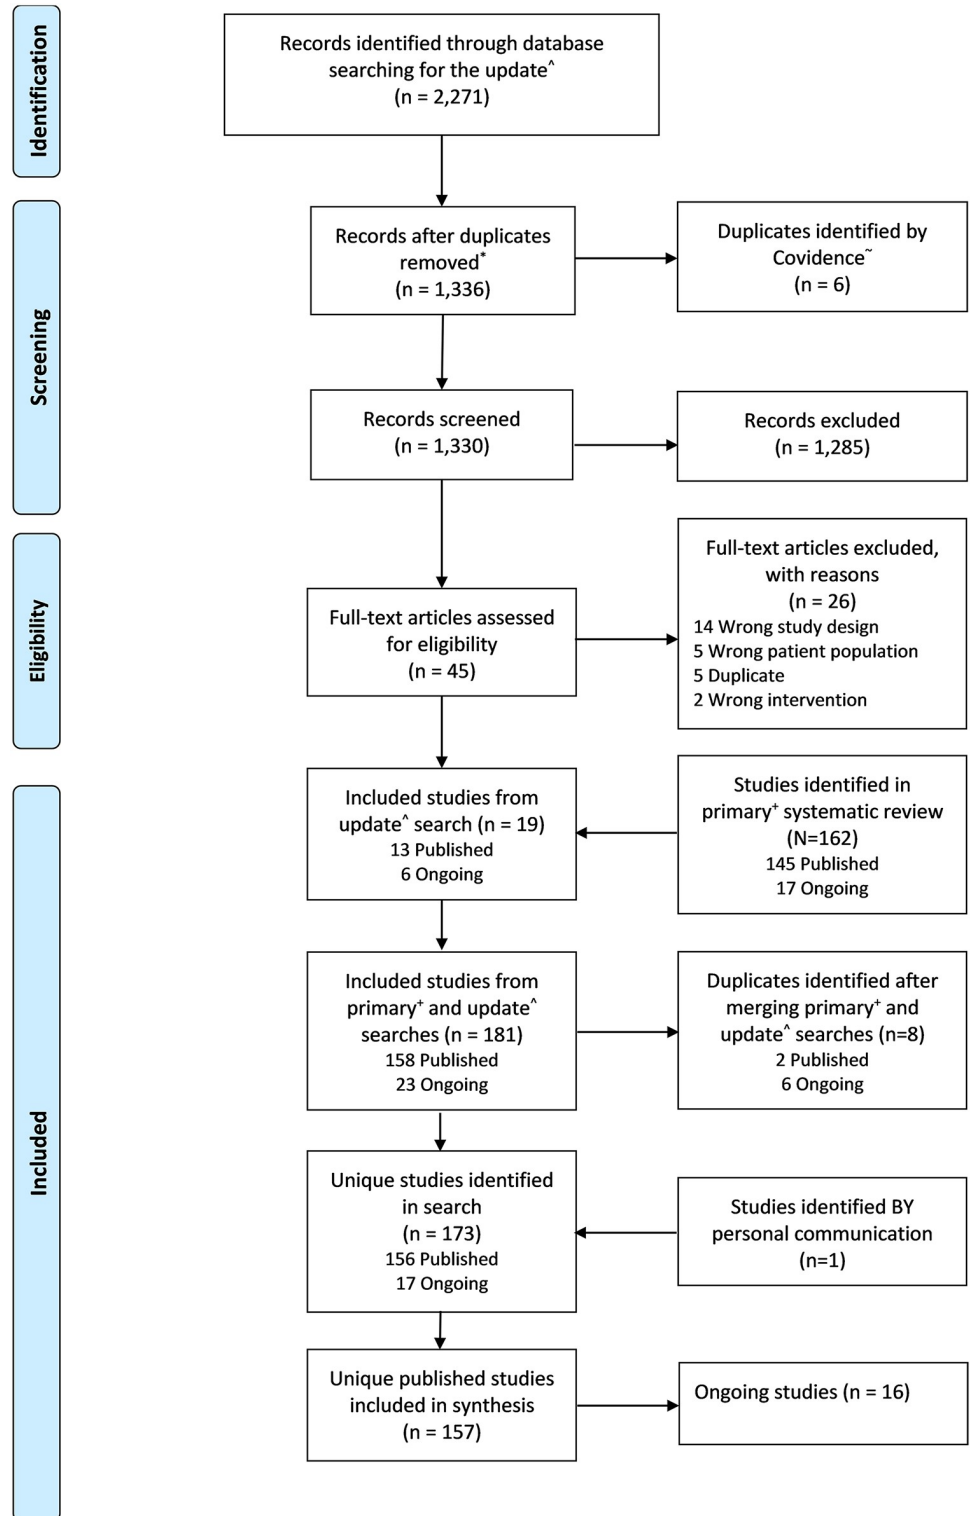 Identification
Records identified through database
searching for the update^
(n = 2,271)
Screening
Records after duplicates
removed*
(n = 1,336)
Duplicates identified by
Covidence~
(n = 6)
Records screened
(n = 1,330)
Records excluded
(n = 1,285)
Eligibility
Full-text articles assessed
for eligibility
(n = 45)
Full-text articles excluded,
with reasons
(n = 26)
14 Wrong study design
5 Wrong patient population
5 Duplicate
2 Wrong intervention
Included
Included studies from
update^ search (n = 19)
13 Published
6 Ongoing
Studies identified in
primary+ systematic review
(N=162)
145 Published
17 Ongoing
Included studies from
primary+ and update^
searches (n = 181)
158 Published
23 Ongoing
Duplicates identified after
merging primary+ and
update^ searches (n=8)
2 Published
6 Ongoing
Unique studies identified
in search
(n = 173)
156 Published
17 Ongoing
Studies identified BY
personal communication
(n=1)
Unique published studies
included in synthesis
(n = 157)
Ongoing studies (n = 16)